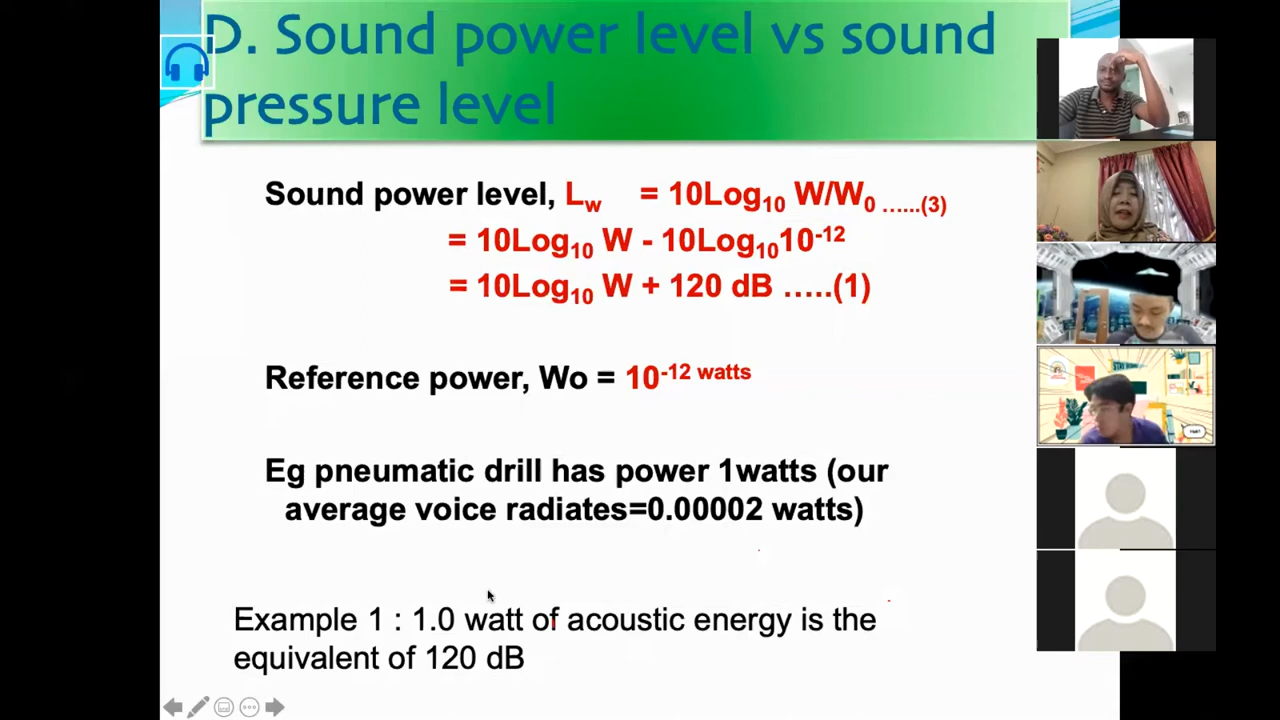 D. Sound power level vs sound
pressure level
Sound power level, Lw = 10Log10 W/W0 ......(3)
= 10Log10 W - 10Log10 10-12
= 10Log10 W + 120 dB .....(1)
Reference power, Wo = 10-12 watts
Eg pneumatic drill has power 1watts (our
average voice radiates=0.00002 watts)
Example 1 : 1.0 watt of acoustic energy is the
equivalent of 120 dB